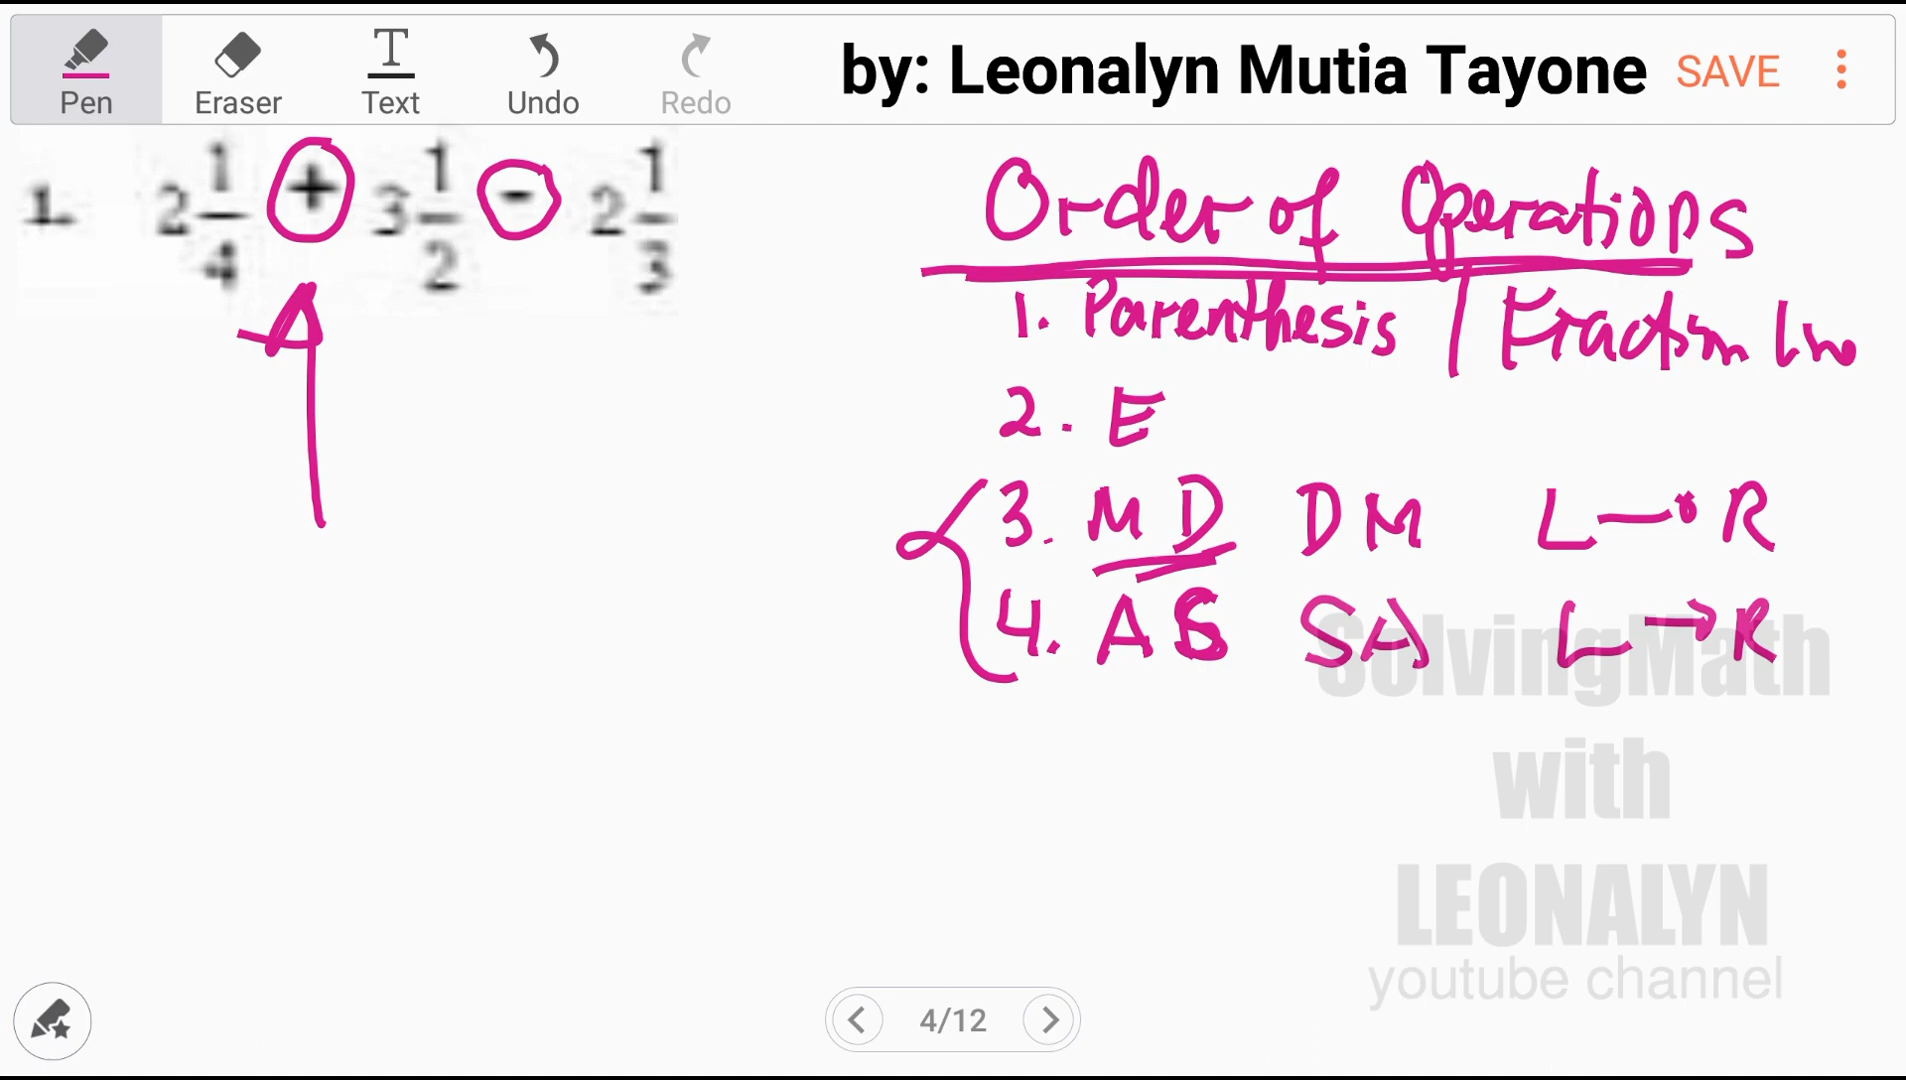 Pen Eraser Text Undo Redo by: Leonalyn Mutia Tayone SAVE
1. 2 1/4 + 3 1/2 - 2 1/3
Order of Operations
1. Parenthesis / Fraction Line
2. E
3. MD DM L→R
4. AS SA L→R
SolvingMath
with
LEONALYN
youtube channel
4/12